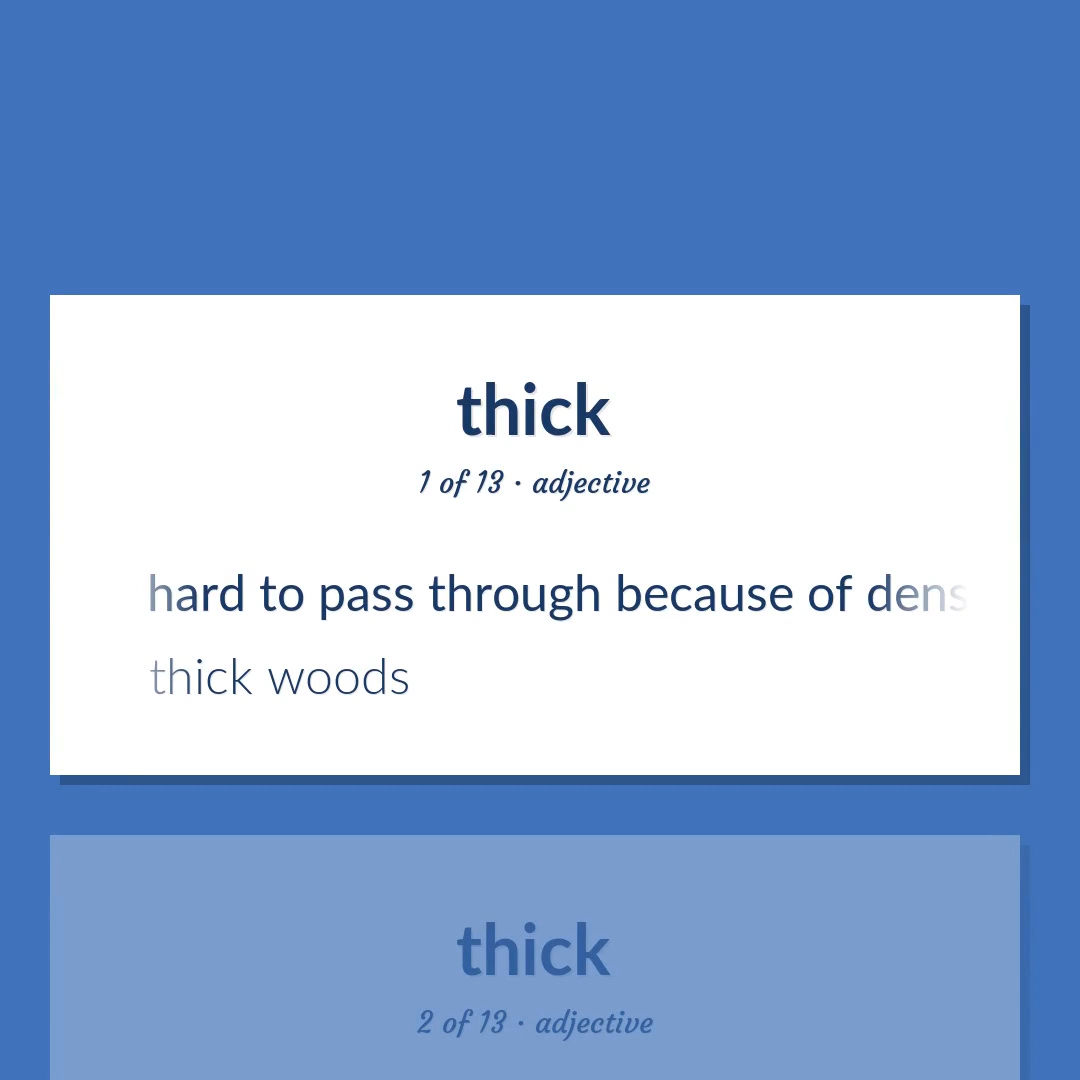 thick
1 of 13 · adjective
hard to pass through because of dens
thick woods
thick
2 of 13 · adjective